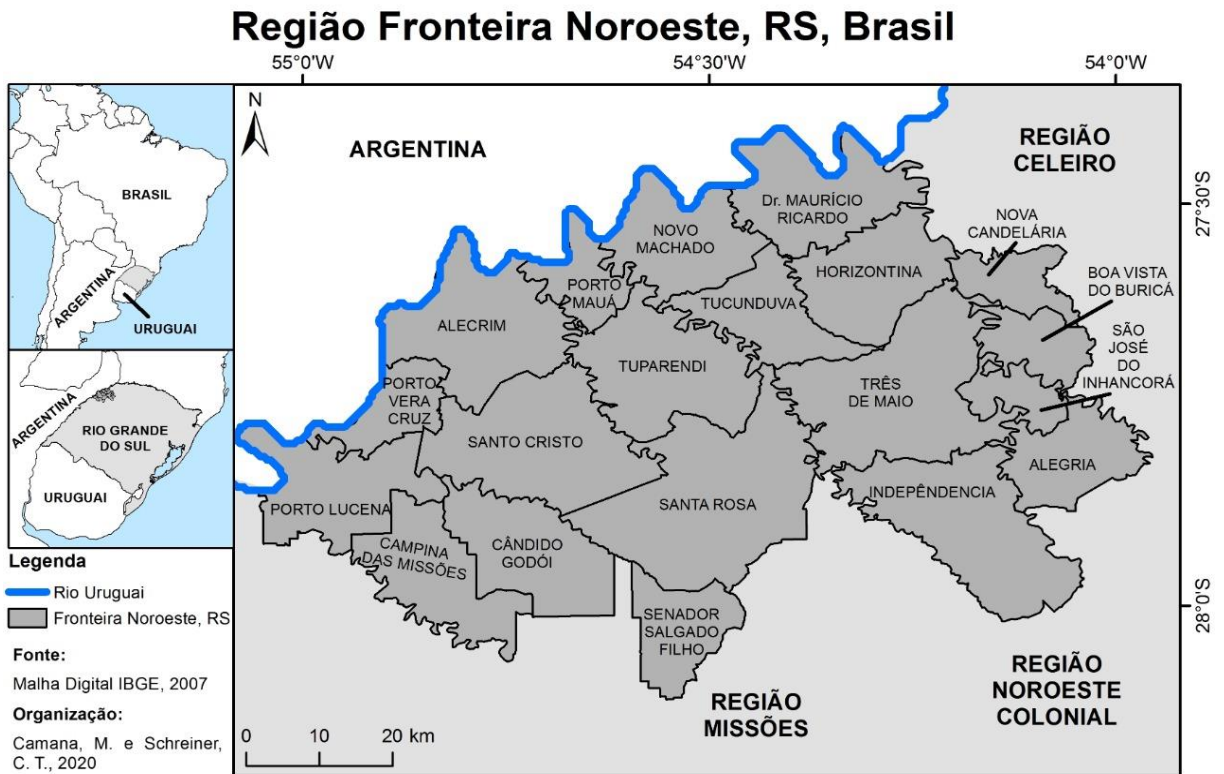 Região Fronteira Noroeste, RS, Brasil
55°0'W
54°30'W
54°0'W
BRASIL
ARGENTINA
URUGUAI
ARGENTINA
RIO GRANDE
DO SUL
URUGUAI
Legenda
Rio Uruguai
Fronteira Noroeste, RS
Fonte:
Malha Digital IBGE, 2007
Organização:
Camana, M. e Schreiner,
C. T., 2020
N
ARGENTINA
REGIÃO
CELEIRO
27°30'S
28°0'S
Dr. MAURÍCIO
RICARDO
NOVO
MACHADO
HORIZONTINA
NOVA
CANDELÁRIA
BOA VISTA
DO BURICÁ
SÃO
JOSÉ
DO
INHANCORÁ
PORTO
MAUÁ
TUCUNDUVA
ALECRIM
TUPARENDI
TRÊS
DE MAIO
PORTO
VERA
CRUZ
SANTO CRISTO
ALEGRIA
INDEPÊNDENCIA
SANTA ROSA
PORTO LUCENA
CAMPINA
DAS MISSÕES
CÂNDIDO
GODÓI
SENADOR
SALGADO
FILHO
REGIÃO
MISSÕES
REGIÃO
NOROESTE
COLONIAL
0 10 20 km